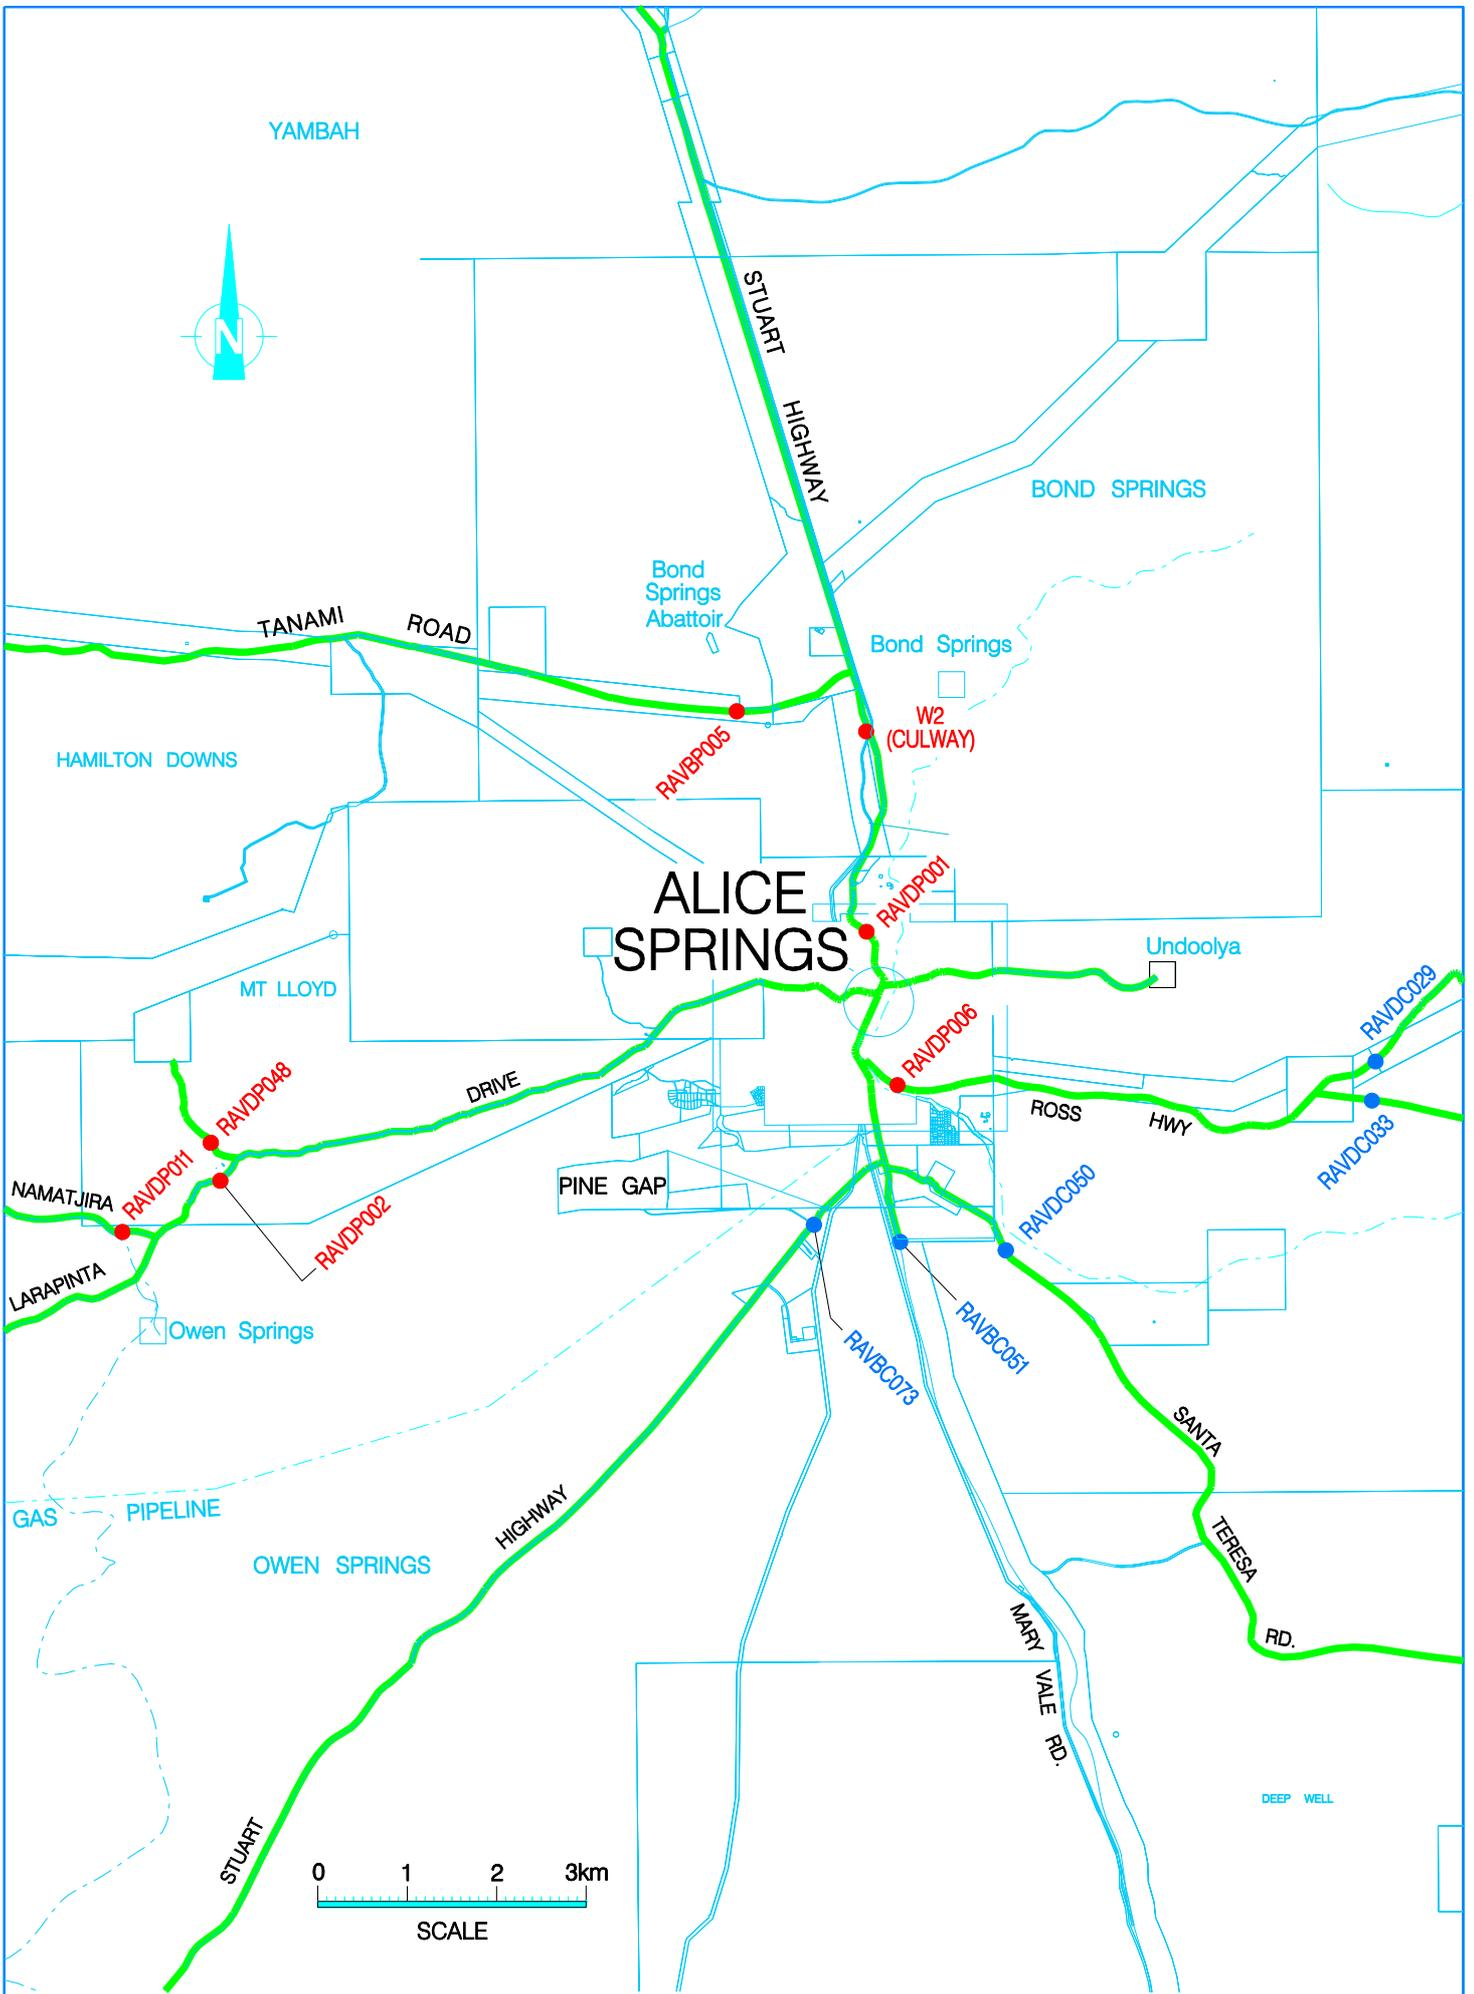 YAMBAH
N
STUART
HIGHWAY
BOND SPRINGS
Bond
Springs
Abattoir
TANAMI ROAD
Bond Springs
W2
(CULWAY)
RAVBP005
HAMILTON DOWNS
ALICE
SPRINGS
RAVDP001
Undoolya
MT LLOYD
RAVDC029
RAVDP006
RAVDP048
DRIVE
ROSS HWY
RAVDC033
RAVDP011
NAMATJIRA
PINE GAP
RAVDC050
RAVDP002
LARAPINTA
Owen Springs
RAVBC051
RAVBC073
SANTA
GAS PIPELINE
HIGHWAY
TERESA
OWEN SPRINGS
MARY
RD.
VALE
RD.
DEEP WELL
STUART
0 1 2 3km
SCALE